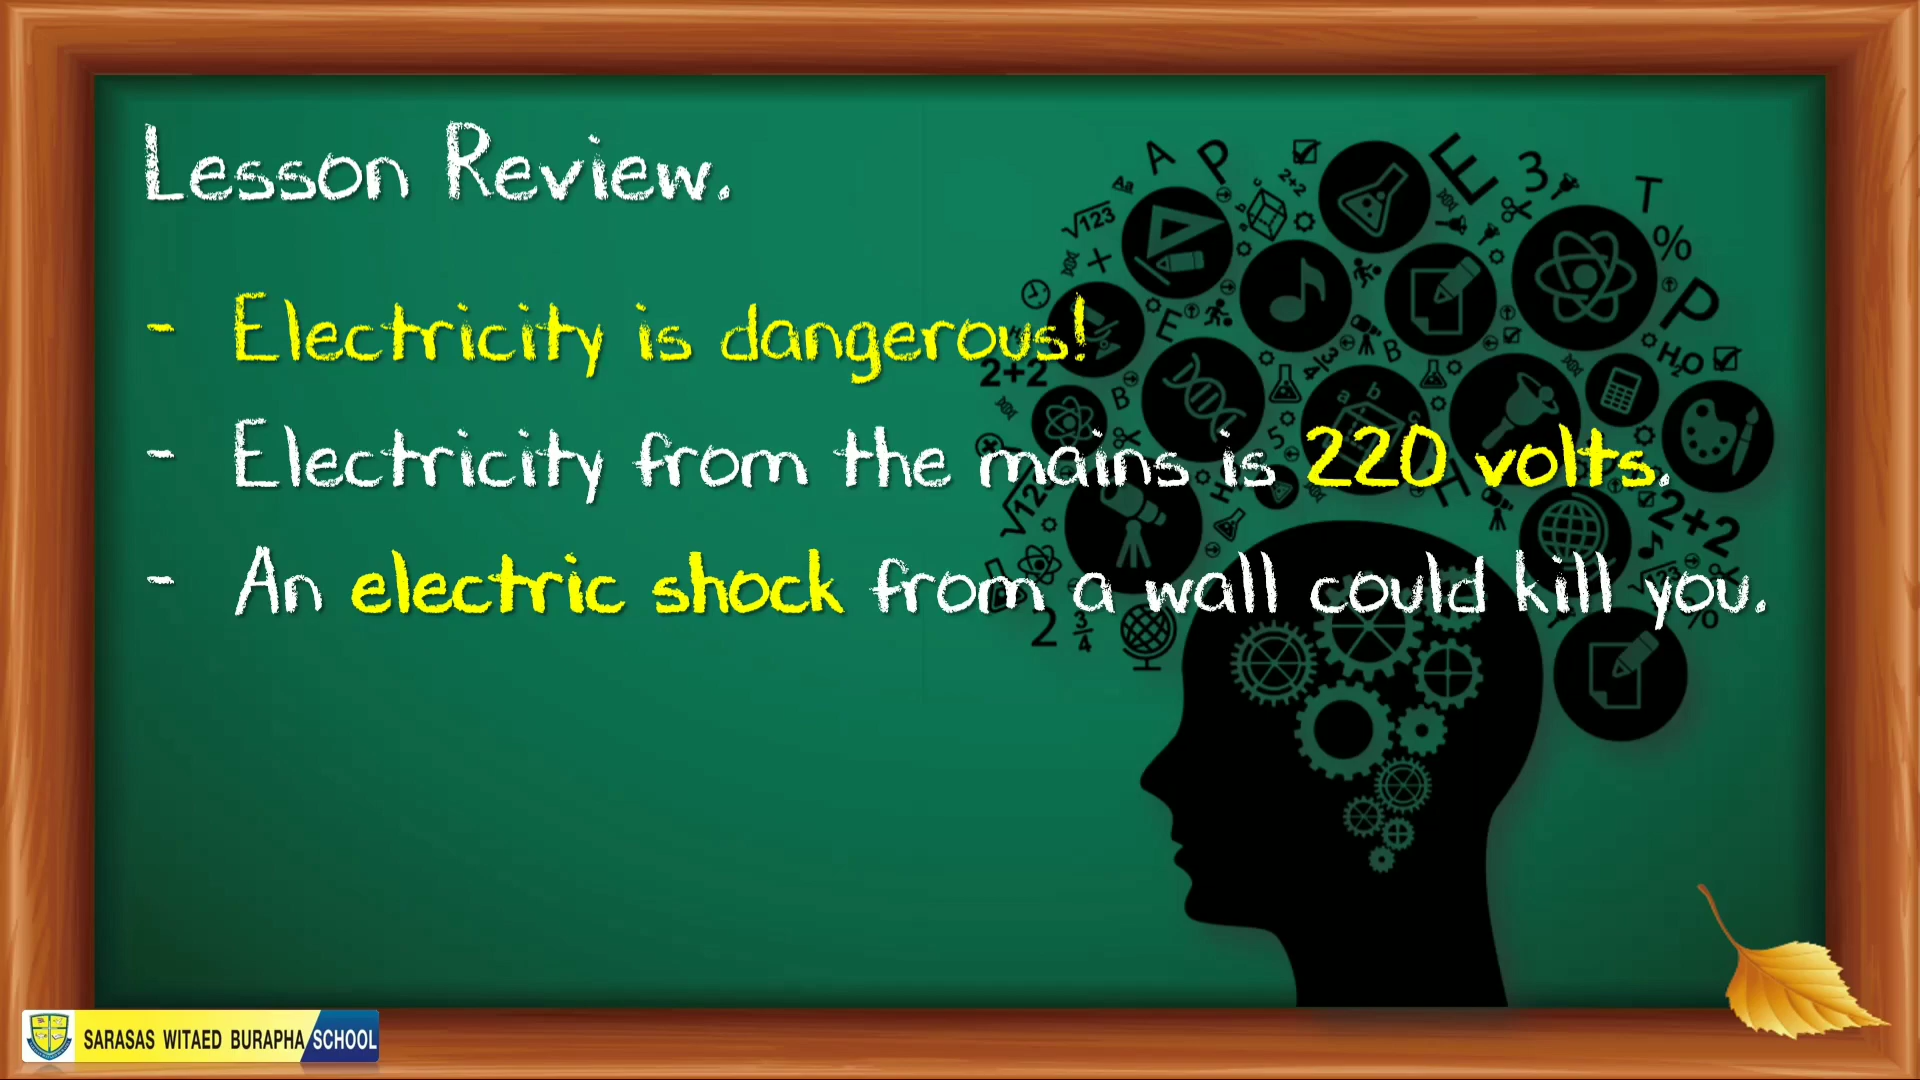 Lesson Review.
- Electricity is dangerous!
- Electricity from the mains is 220 volts.
- An electric shock from a wall could kill you.
SARASAS WITAED BURAPHA SCHOOL